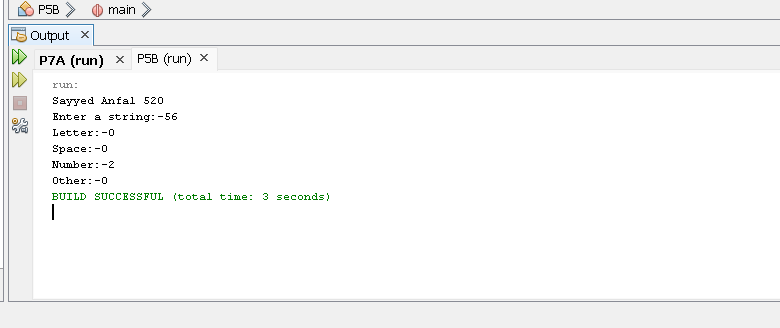 P5B main
Output
P7A (run) P5B (run)
run:
Sayyed Anfal 520
Enter a string:-56
Letter:-0
Space:-0
Number:-2
Other:-0
BUILD SUCCESSFUL (total time: 3 seconds)